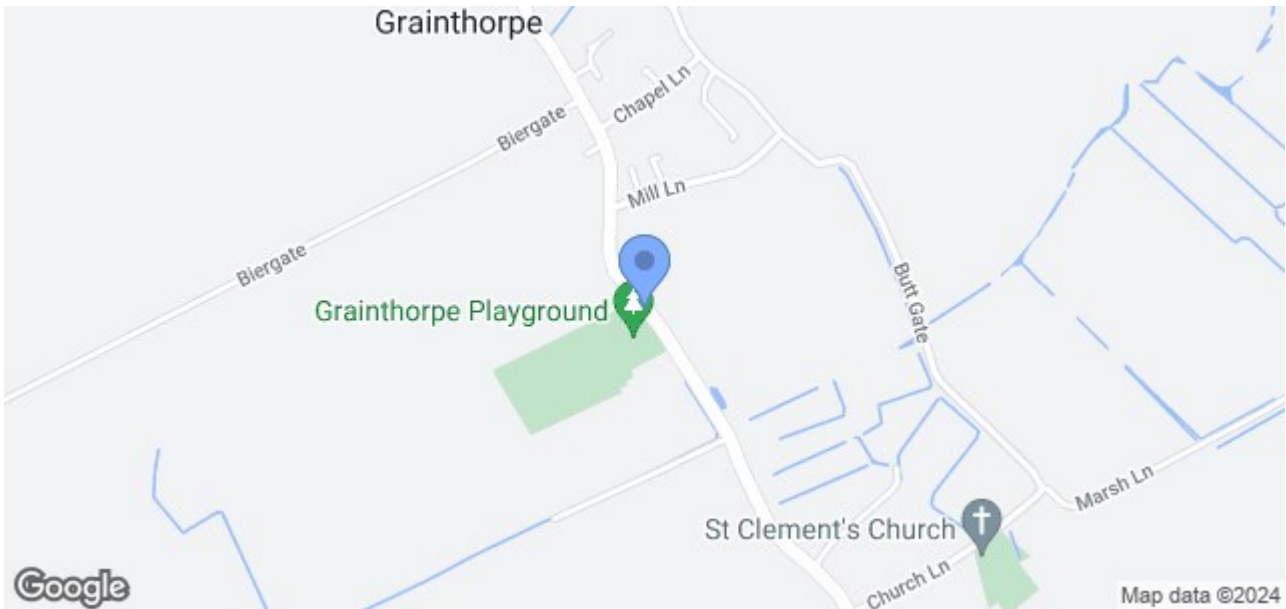 Grainthorpe
Chapel Ln
Biergate
Mill Ln
Biergate
Butt Gate
Grainthorpe Playground
Marsh Ln
St Clement's Church
Church Ln
Google
Map data ©2024